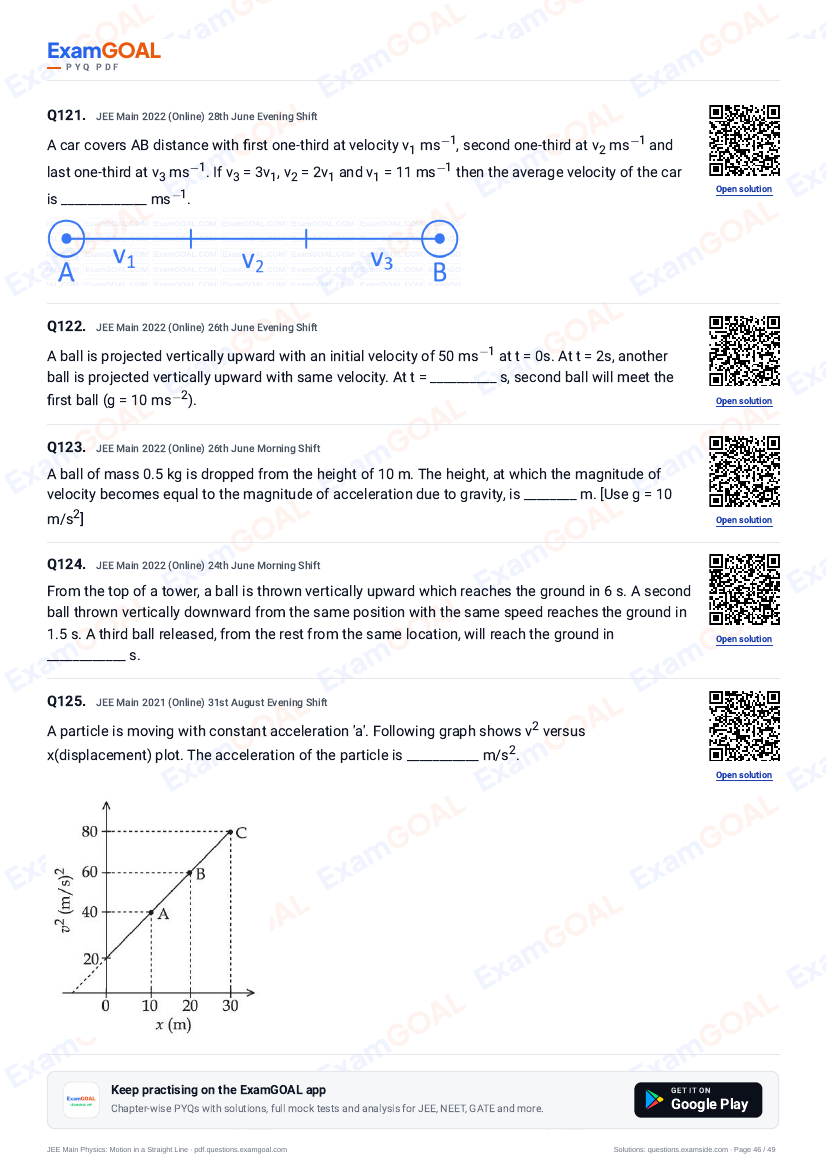 ExamGOAL
PYQ PDF
Q121. JEE Main 2022 (Online) 28th June Evening Shift
A car covers AB distance with first one-third at velocity v₁ ms⁻¹, second one-third at v₂ ms⁻¹ and
last one-third at v₃ ms⁻¹. If v₃ = 3v₁, v₂ = 2v₁ and v₁ = 11 ms⁻¹ then the average velocity of the car
is _____________ ms⁻¹.
Open solution
v₁ v₂ v₃
A B
Q122. JEE Main 2022 (Online) 26th June Evening Shift
A ball is projected vertically upward with an initial velocity of 50 ms⁻¹ at t = 0s. At t = 2s, another
ball is projected vertically upward with same velocity. At t = __________ s, second ball will meet the
first ball (g = 10 ms⁻²).
Open solution
Q123. JEE Main 2022 (Online) 26th June Morning Shift
A ball of mass 0.5 kg is dropped from the height of 10 m. The height, at which the magnitude of
velocity becomes equal to the magnitude of acceleration due to gravity, is ________ m. [Use g = 10
m/s²]
Open solution
Q124. JEE Main 2022 (Online) 24th June Morning Shift
From the top of a tower, a ball is thrown vertically upward which reaches the ground in 6 s. A second
ball thrown vertically downward from the same position with the same speed reaches the ground in
1.5 s. A third ball released, from the rest from the same location, will reach the ground in
____________ s.
Open solution
Q125. JEE Main 2021 (Online) 31st August Evening Shift
A particle is moving with constant acceleration 'a'. Following graph shows v² versus
x(displacement) plot. The acceleration of the particle is ___________ m/s².
Open solution
80 C
60 B
40 A
20
v² (m/s)²
0 10 20 30
x (m)
Keep practising on the ExamGOAL app
Chapter-wise PYQs with solutions, full mock tests and analysis for JEE, NEET, GATE and more.
GET IT ON
Google Play
JEE Main Physics: Motion in a Straight Line · pdf.questions.examgoal.com
Solutions: questions.examside.com · Page 46 / 49